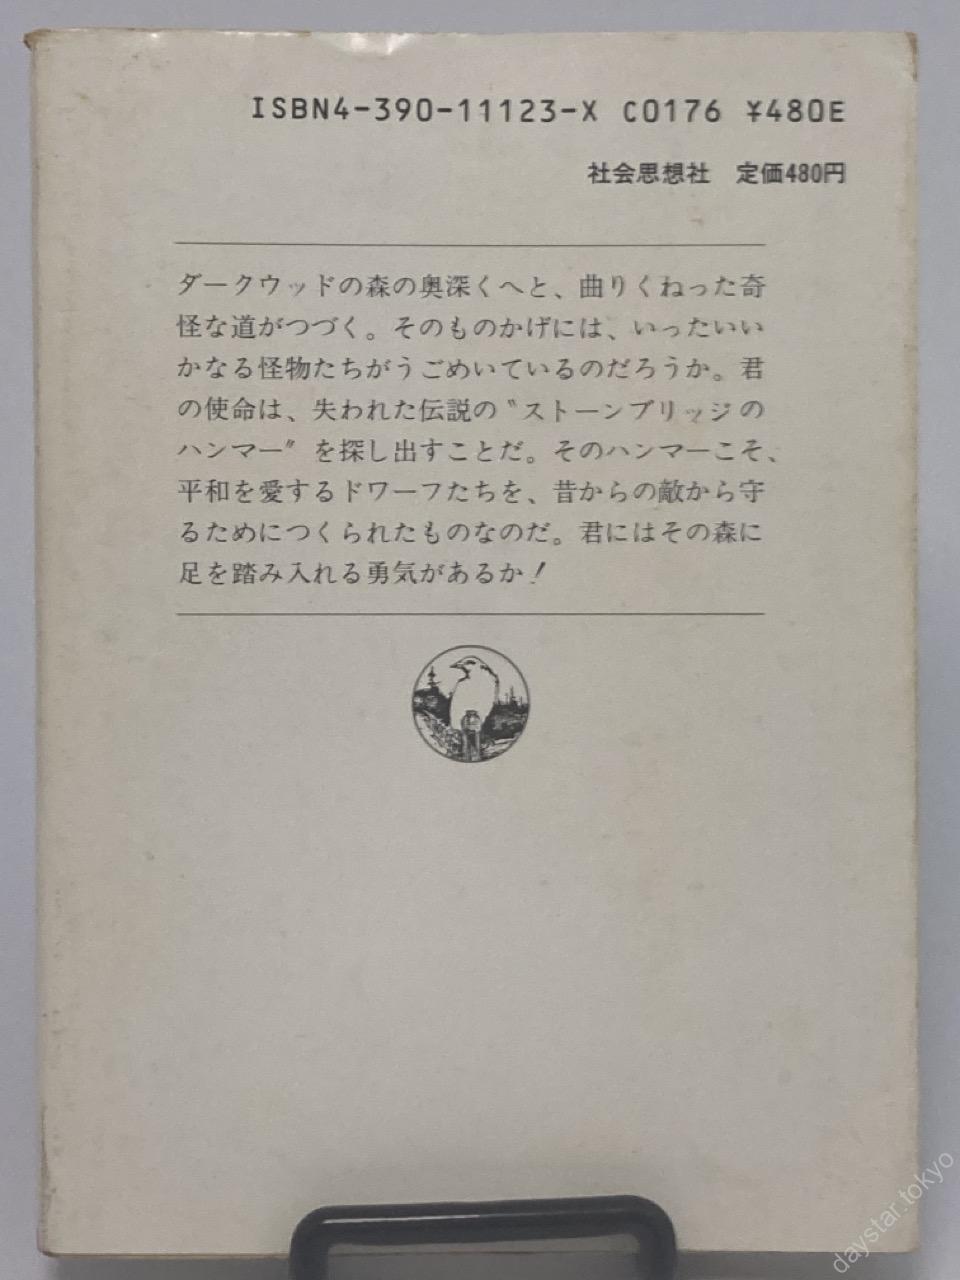 ISBN4-390-11123-X C0176 ¥480E
社会思想社 定価480円
ダークウッドの森の奥深くへと、曲りくねった奇
怪な道がつづく。そのものかげには、いったいい
かなる怪物たちがうごめいているのだろうか。君
の使命は、失われた伝説の〝ストーンブリッジの
ハンマー〟を探し出すことだ。そのハンマーこそ、
平和を愛するドワーフたちを、昔からの敵から守
るためにつくられたものなのだ。君にはその森に
足を踏み入れる勇気があるか！
daystar.tokyo